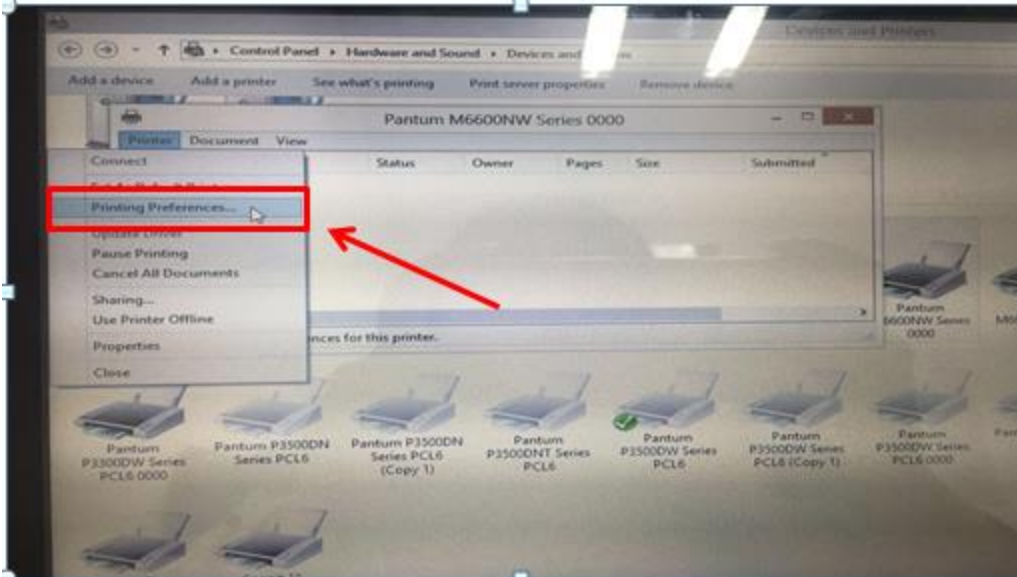 Devices and Printers
Control Panel Hardware and Sound Devices and
Add a device Add a printer See what's printing Print server properties Remove device
Pantum M6600NW Series 0000
Printer Document View
Status Owner Pages Size Submitted
Connect
Printing Preferences...
Update Driver
Pause Printing
Cancel All Documents
Sharing...
Use Printer Offline
Properties
Close
nces for this printer.
Pantum
6600NW Series
0000
Pantum
P3300DW Series
PCL6 0000
Pantum P3500DN
Series PCL6
Pantum P3500DN
Series PCL6
(Copy 1)
Pantum
P3500DNT Series
PCL6
Pantum
P3500DW Series
PCL6
Pantum
P3500DW Series
PCL6 (Copy 1)
Pantum
P3500DW Series
PCL6 0000